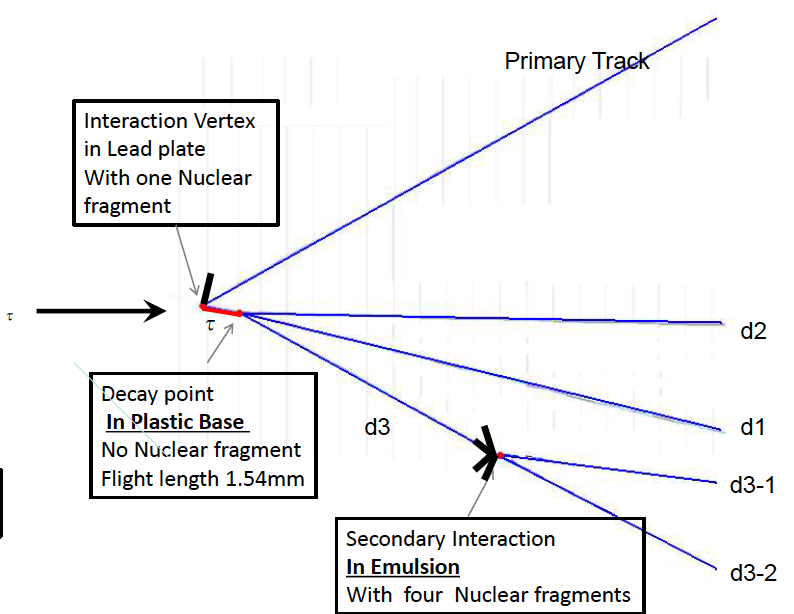 Primary Track
Interaction Vertex
in Lead plate
With one Nuclear
fragment
τ
τ
d2
Decay point
In Plastic Base
No Nuclear fragment
Flight length 1.54mm
d3
d1
d3-1
Secondary Interaction
In Emulsion
With four Nuclear fragments
d3-2